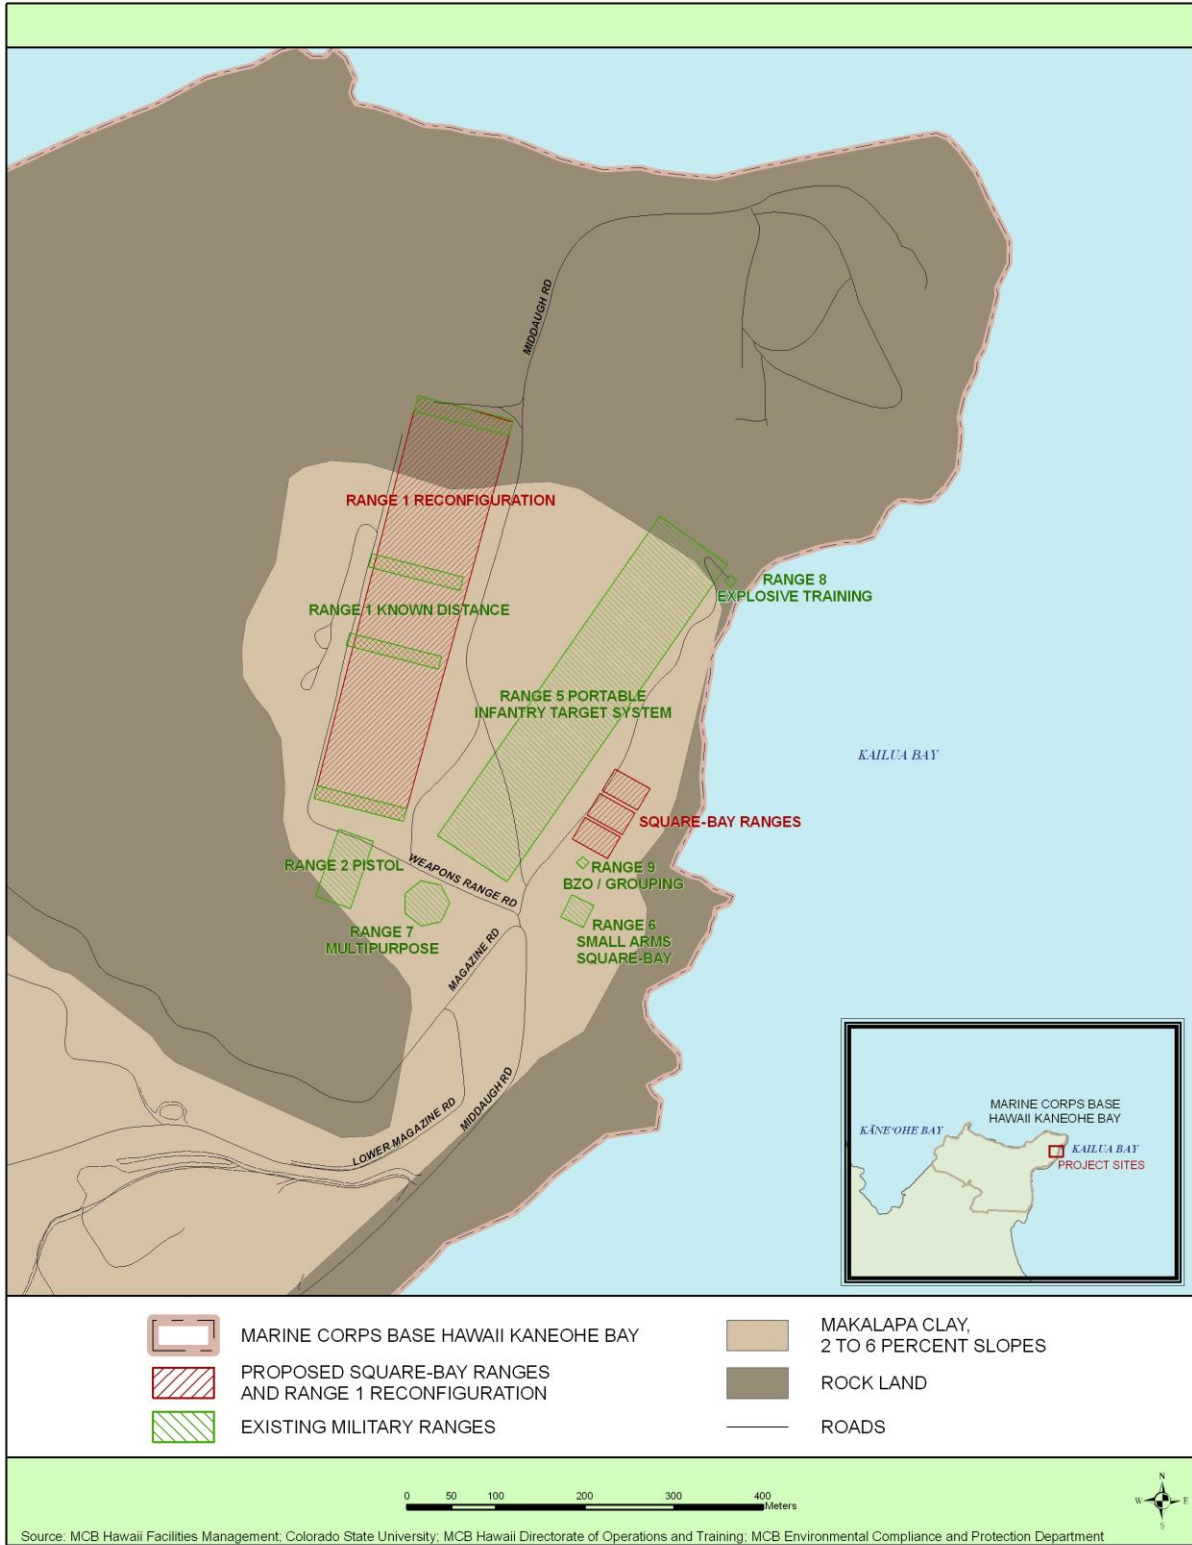 MIDDAUGH RD
RANGE 1 RECONFIGURATION
RANGE 8
EXPLOSIVE TRAINING
RANGE 1 KNOWN DISTANCE
RANGE 5 PORTABLE
INFANTRY TARGET SYSTEM
KAILUA BAY
SQUARE-BAY RANGES
RANGE 2 PISTOL
WEAPONS RANGE RD
RANGE 9
BZO / GROUPING
RANGE 7
MULTIPURPOSE
RANGE 6
SMALL ARMS
SQUARE-BAY
MAGAZINE RD
MIDDAUGH RD
LOWER MAGAZINE RD
MARINE CORPS BASE
HAWAII KANEOHE BAY
KĀNE'OHE BAY
KAILUA BAY
PROJECT SITES
MARINE CORPS BASE HAWAII KANEOHE BAY
PROPOSED SQUARE-BAY RANGES
AND RANGE 1 RECONFIGURATION
EXISTING MILITARY RANGES
MAKALAPA CLAY,
2 TO 6 PERCENT SLOPES
ROCK LAND
ROADS
0 50 100 200 300 400
Meters
N
W E
S
Source: MCB Hawaii Facilities Management; Colorado State University; MCB Hawaii Directorate of Operations and Training; MCB Environmental Compliance and Protection Department